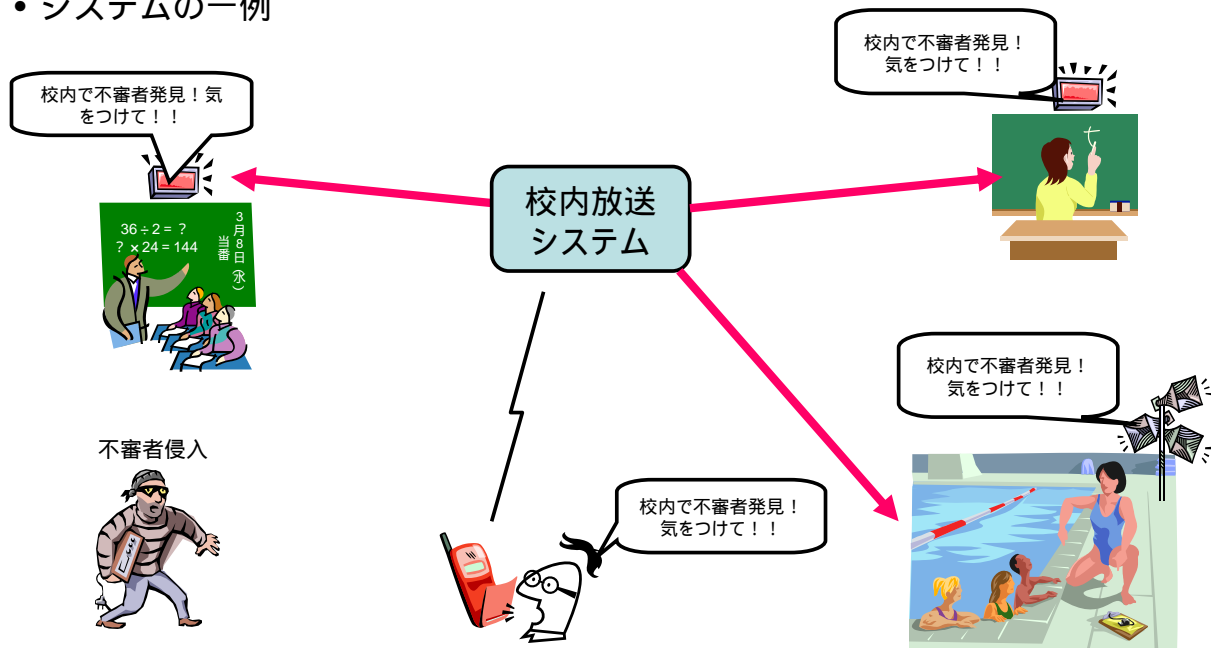 • システムの一例
校内で不審者発見！
気をつけて！！
校内で不審者発見！気
をつけて！！
校内放送
システム
36÷2=？
？×24=144
3月8日（水）
当番
校内で不審者発見！
気をつけて！！
不審者侵入
校内で不審者発見！
気をつけて！！